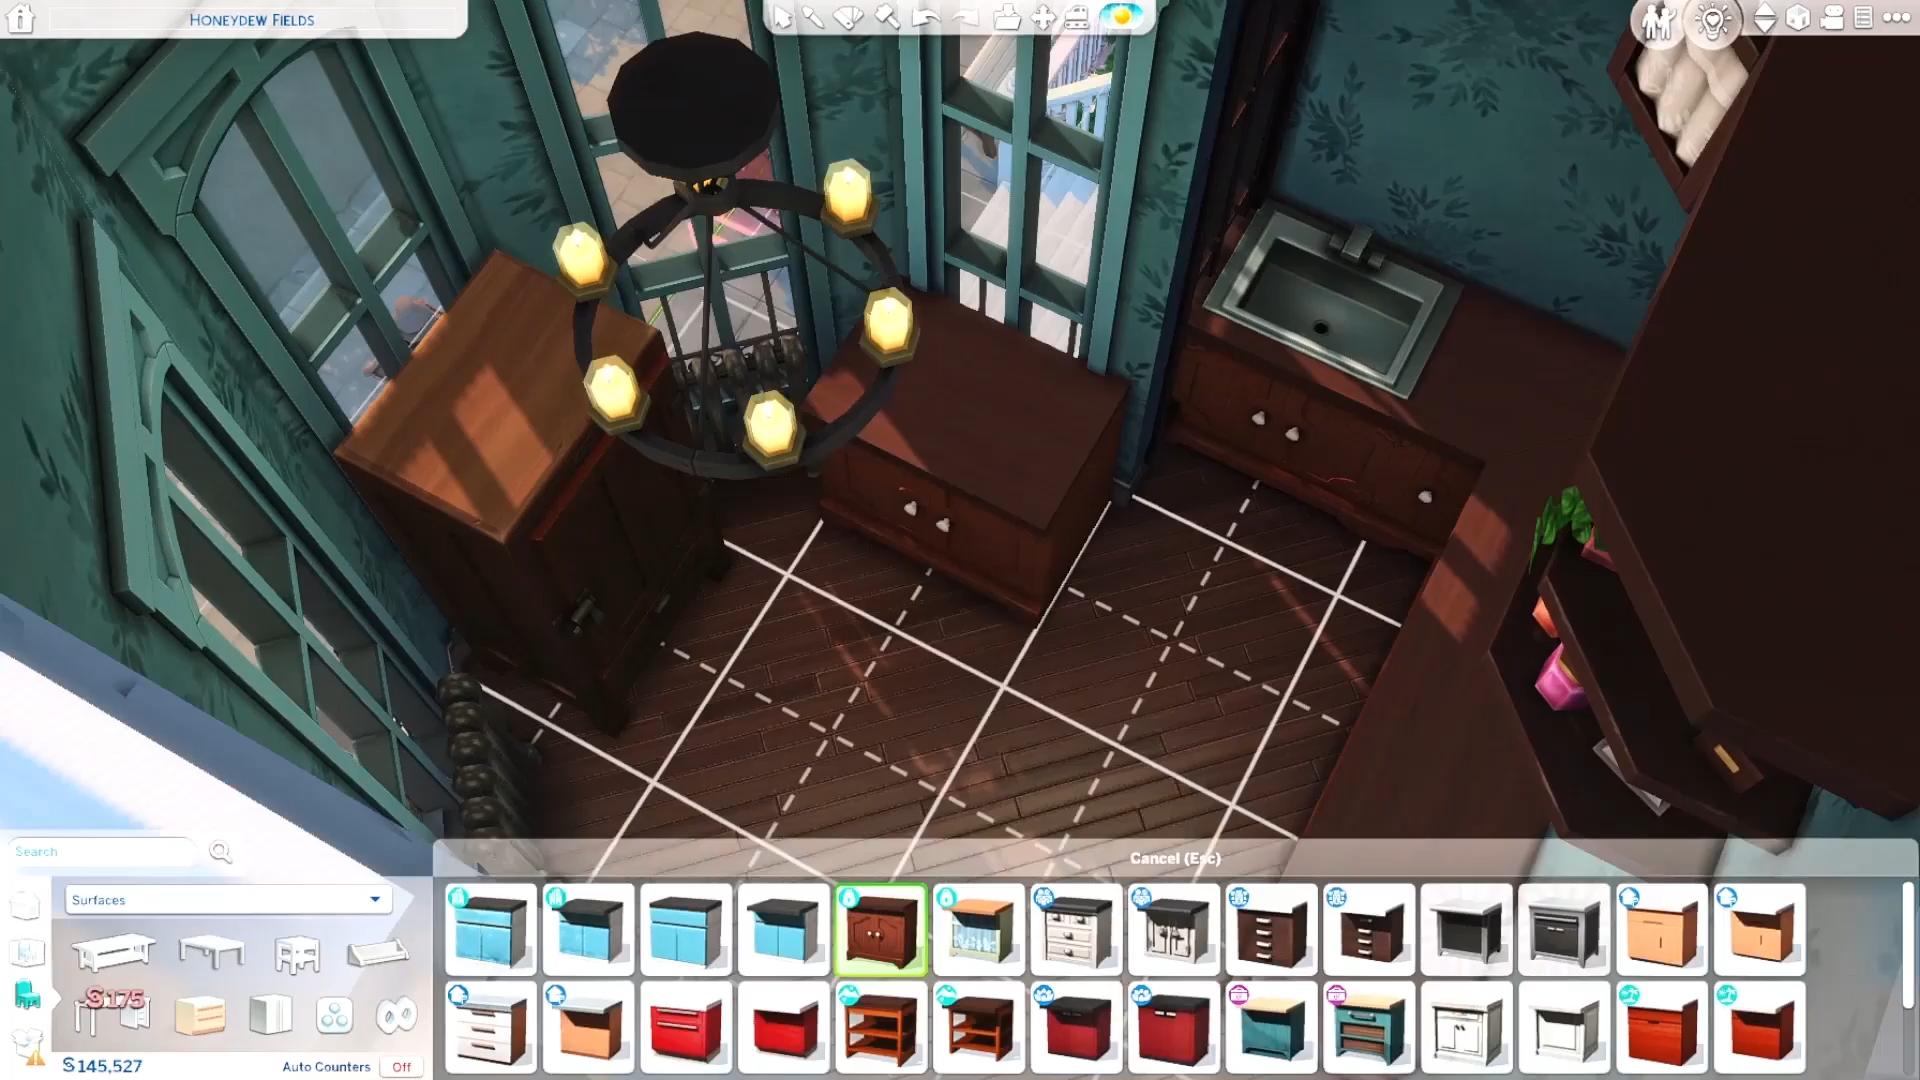 Honeydew Fields
Cancel (Esc)
Search
Surfaces
§175
§145,527
Auto Counters
Off